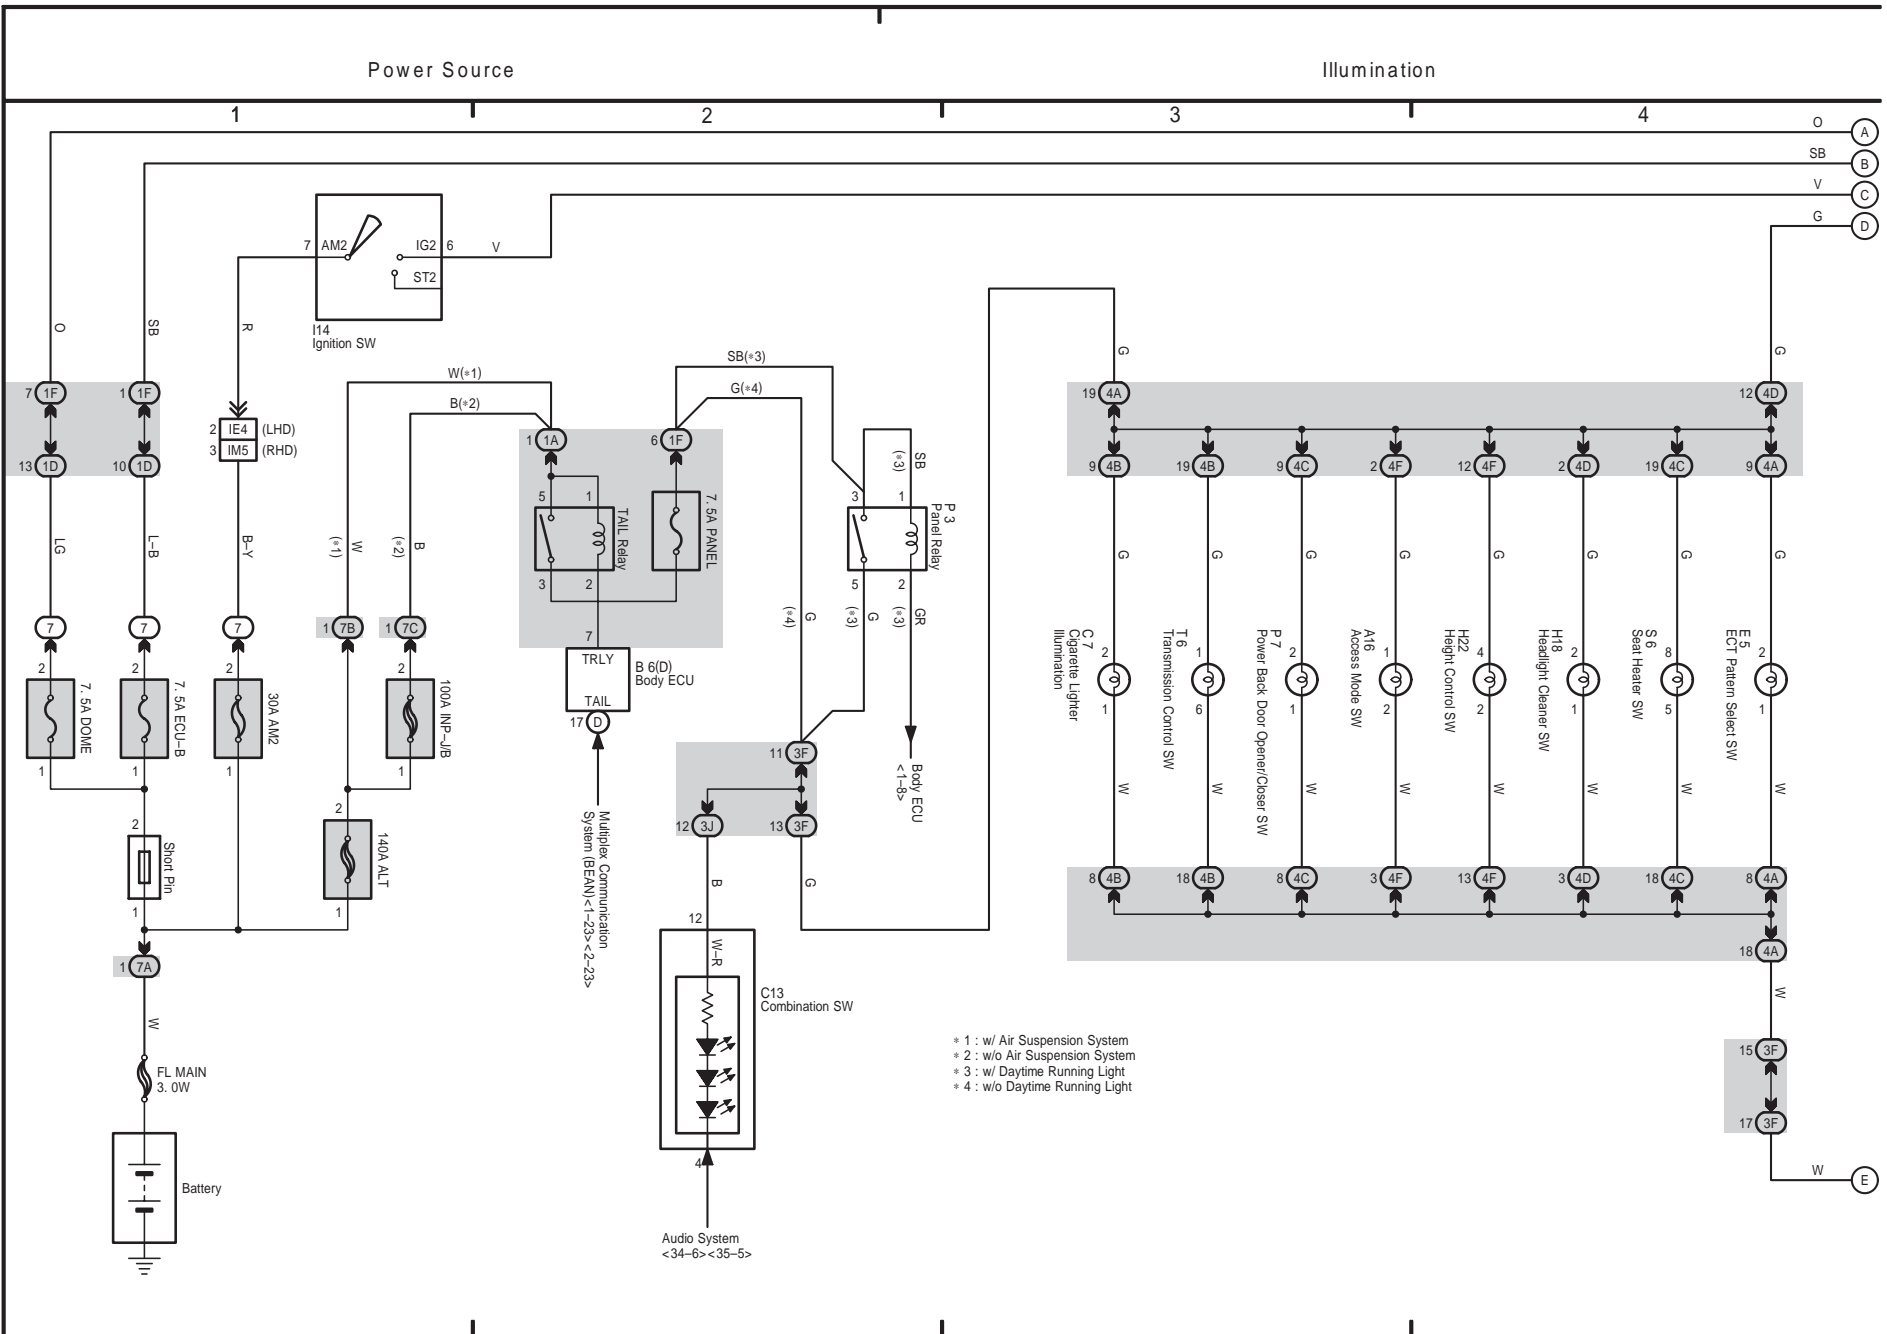 Power Source
Illumination
1
2
3
4
O
A
SB
B
V
C
G
D
7
AM2
IG2
6
V
ST2
I14
Ignition SW
O
SB
R
G
G
W(∗1)
SB(∗3)
G(∗4)
B(∗2)
7 1F
1 1F
2 IE4 (LHD)
3 IM5 (RHD)
13 1D
10 1D
1 1A
6 1F
SB
(∗3)
19 4A
12 4D
9 4B
19 4B
9 4C
2 4F
12 4F
2 4D
19 4C
9 4A
5
1
TAIL Relay
3
2
7. 5A PANEL
3
1
P 3
Panel Relay
5
2
LG
L–B
B–Y
W
(∗1)
B
(∗2)
G
G
G
G
G
G
G
G
G
(∗4)
G
(∗3)
GR
(∗3)
7
7
7
1 7B
1 7C
7
TRLY
TAIL
B 6(D)
Body ECU
17 D
2
1
7. 5A DOME
2
1
7. 5A ECU–B
2
1
30A AM2
2
1
100A INP–J/B
2
1
C 7
Cigarette Lighter
Illumination
1
6
T 6
Transmission Control SW
2
1
P 7
Power Back Door Opener/Closer SW
1
2
A16
Access Mode SW
4
2
H22
Height Control SW
2
1
H18
Headlight Cleaner SW
8
5
S 6
Seat Heater SW
2
1
E 5
ECT Pattern Select SW
11 3F
Body ECU
<1–8>
W
W
W
W
W
W
W
W
2
1
Short Pin
2
1
140A ALT
Multiplex Communication
System (BEAN)<1–23><2–23>
12 3J
13 3F
B
G
8 4B
18 4B
8 4C
3 4F
13 4F
3 4D
18 4C
8 4A
18 4A
12
W–R
1 7A
W
C13
Combination SW
W
FL MAIN
3. 0W
∗ 1 : w/ Air Suspension System
∗ 2 : w/o Air Suspension System
∗ 3 : w/ Daytime Running Light
∗ 4 : w/o Daytime Running Light
15 3F
17 3F
4
Battery
W
E
Audio System
<34–6><35–5>